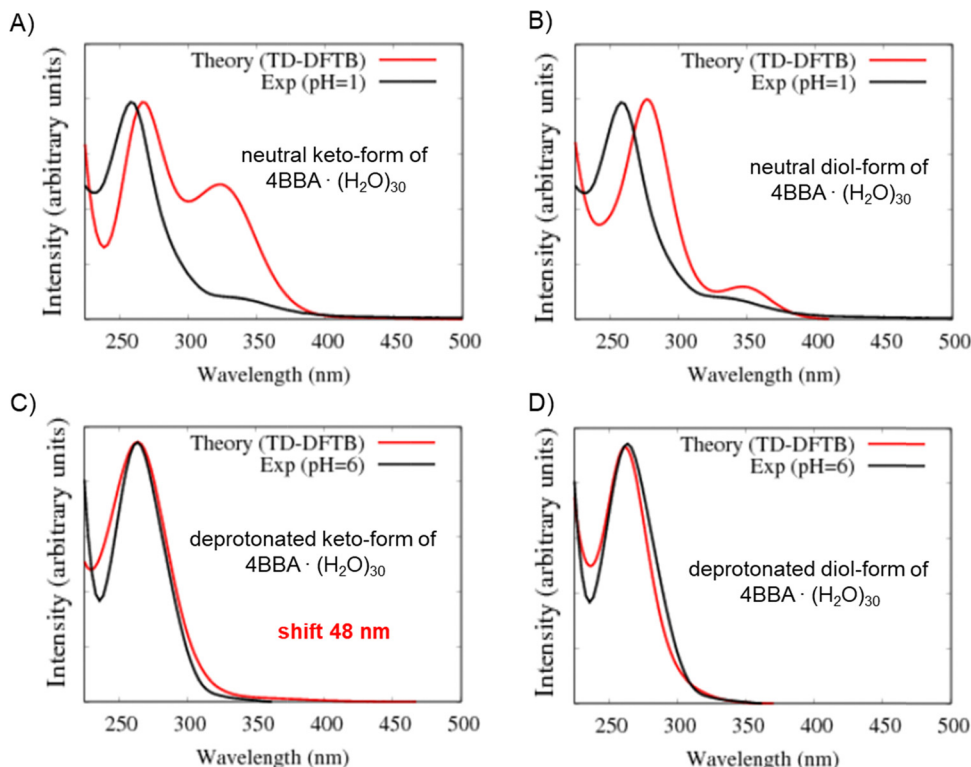 A)
Intensity (arbitrary units)
Theory (TD-DFTB)
Exp (pH=1)
neutral keto-form of
4BBA · (H₂O)₃₀
250 300 350 400 450 500
Wavelength (nm)
B)
Intensity (arbitrary units)
Theory (TD-DFTB)
Exp (pH=1)
neutral diol-form of
4BBA · (H₂O)₃₀
250 300 350 400 450 500
Wavelength (nm)
C)
Intensity (arbitrary units)
Theory (TD-DFTB)
Exp (pH=6)
deprotonated keto-form of
4BBA · (H₂O)₃₀
shift 48 nm
250 300 350 400 450 500
Wavelength (nm)
D)
Intensity (arbitrary units)
Theory (TD-DFTB)
Exp (pH=6)
deprotonated diol-form of
4BBA · (H₂O)₃₀
250 300 350 400 450 500
Wavelength (nm)